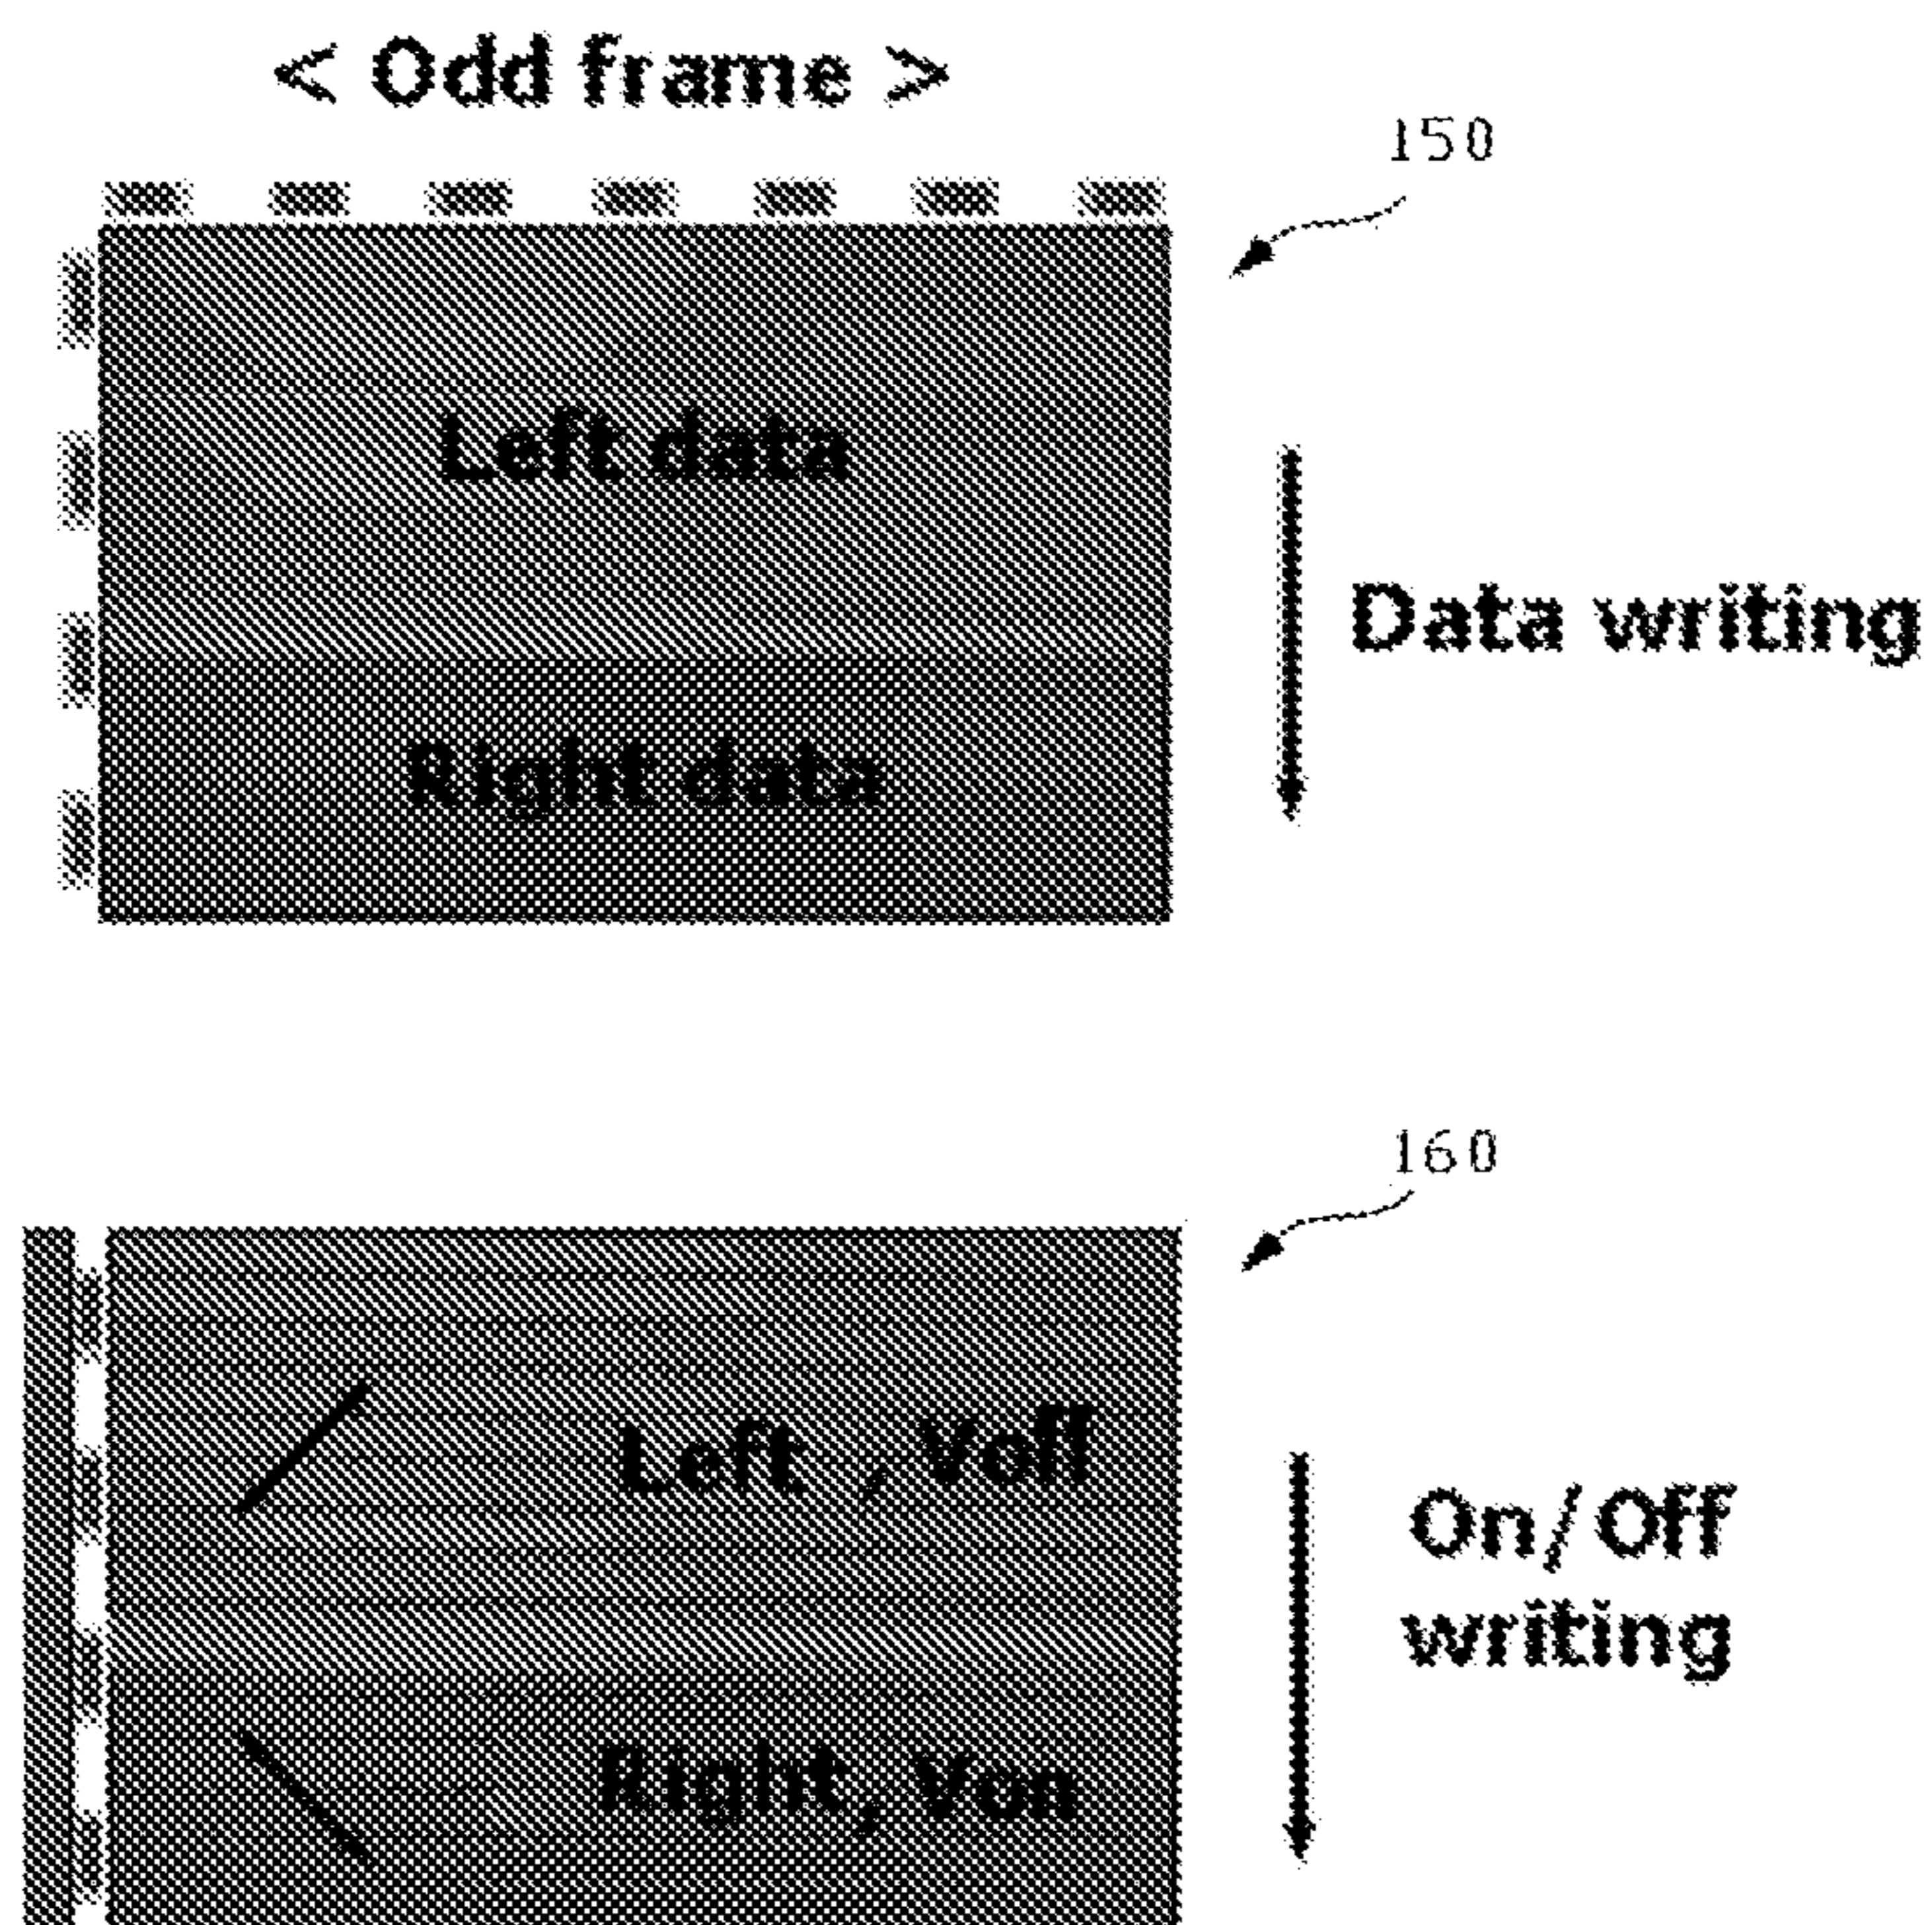 < Odd frame >
150
Left data
Data writing
Right data
160
Left , Voff
On/Off
writing
Right, Von